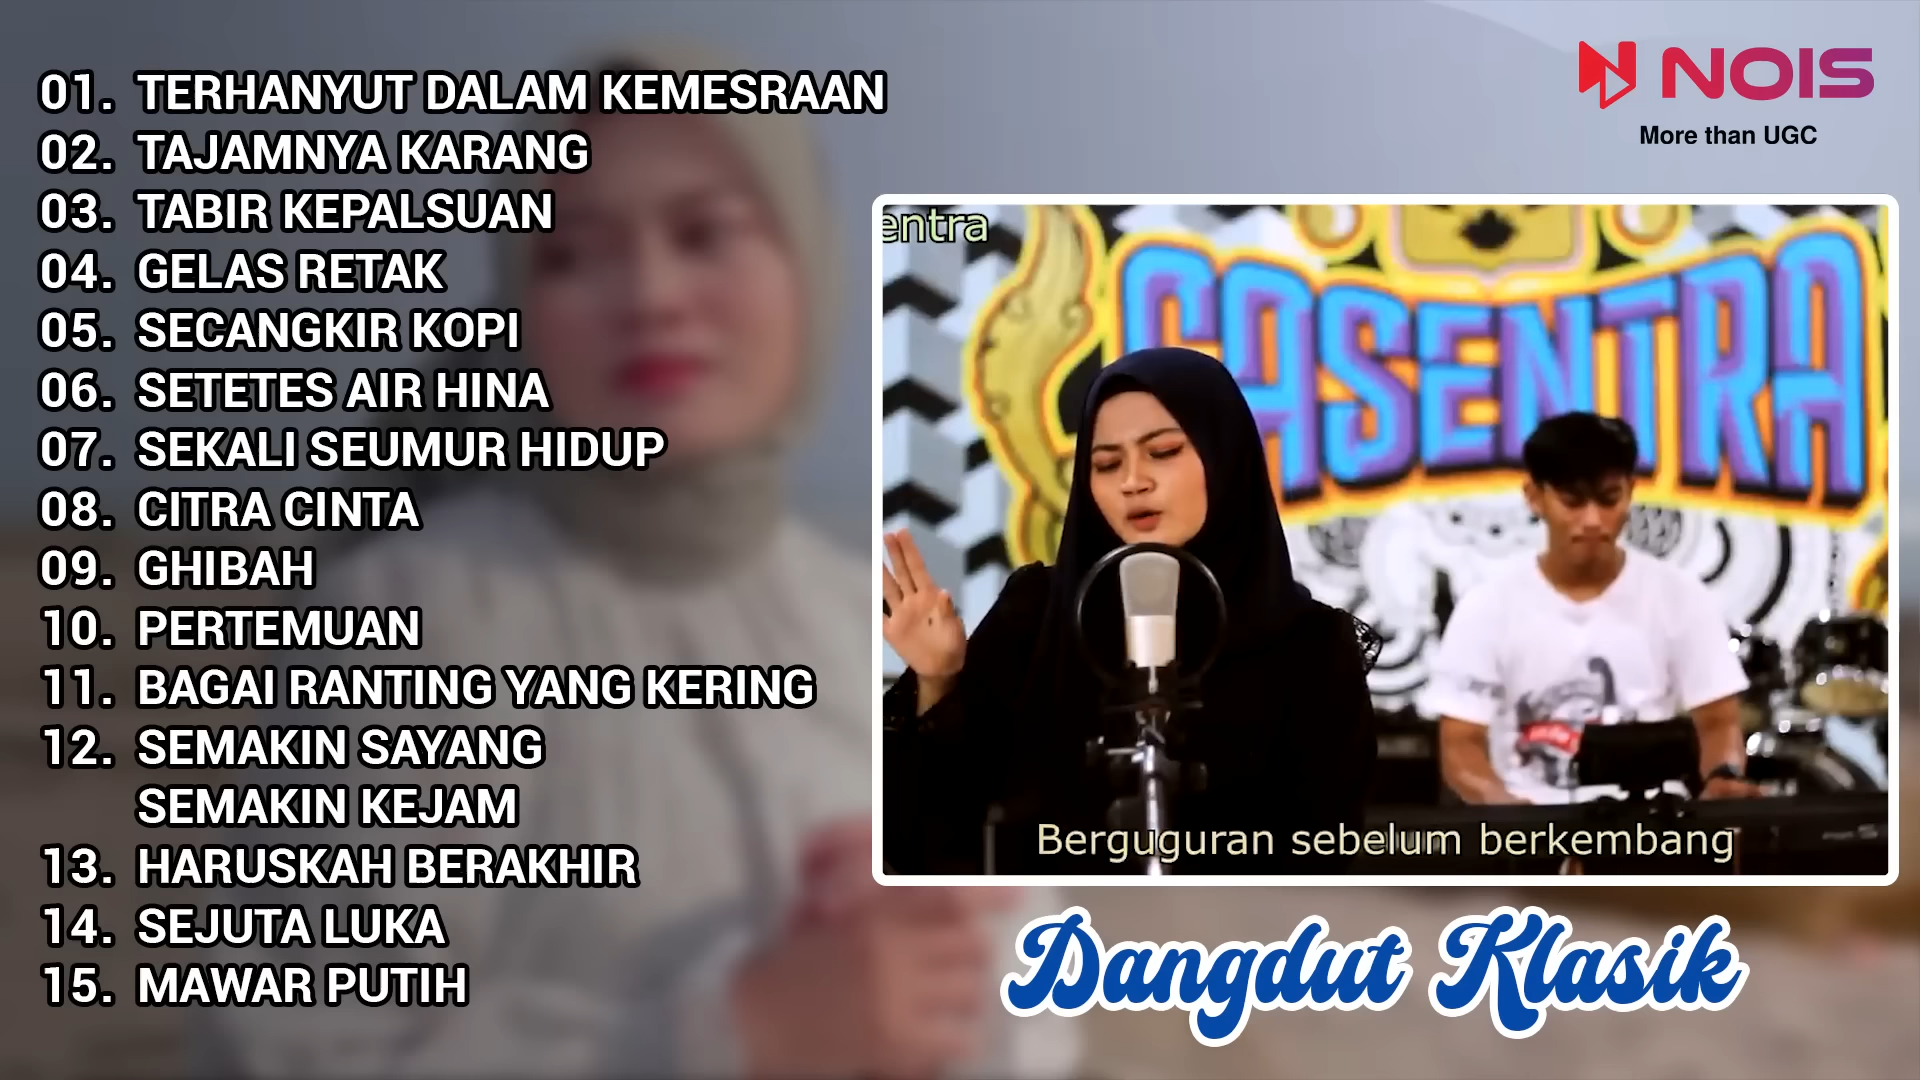 01. TERHANYUT DALAM KEMESRAAN
02. TAJAMNYA KARANG
03. TABIR KEPALSUAN
04. GELAS RETAK
05. SECANGKIR KOPI
06. SETETES AIR HINA
07. SEKALI SEUMUR HIDUP
08. CITRA CINTA
09. GHIBAH
10. PERTEMUAN
11. BAGAI RANTING YANG KERING
12. SEMAKIN SAYANG
SEMAKIN KEJAM
13. HARUSKAH BERAKHIR
14. SEJUTA LUKA
15. MAWAR PUTIH
NOIS
More than UGC
entra
GASENTRA
Berguguran sebelum berkembang
Dangdut Klasik